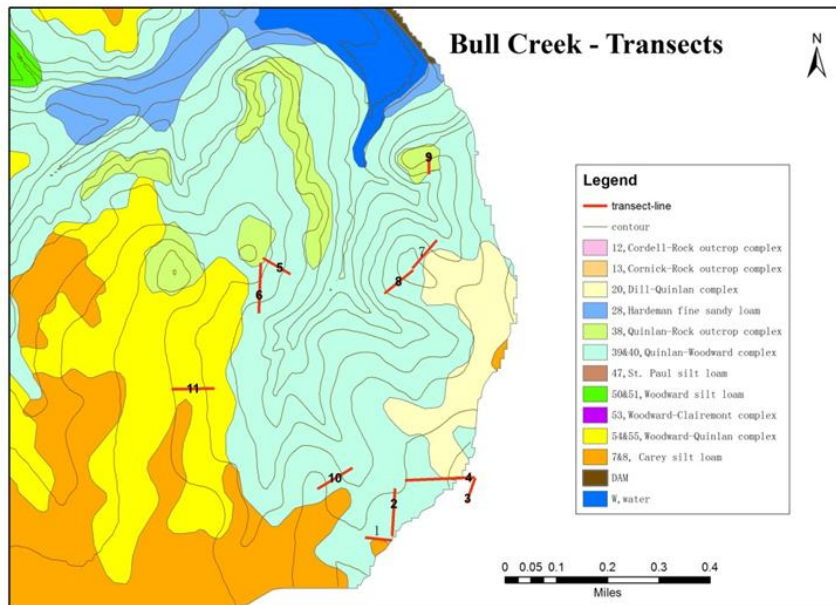 Bull Creek - Transects
N
9
7
5
8
6
11
10
4
2
3
1
Legend
transect-line
contour
12, Cordell-Rock outcrop complex
13, Cornick-Rock outcrop complex
20, Dill-Quinlan complex
28, Hardeman fine sandy loam
38, Quinlan-Rock outcrop complex
39&40, Quinlan-Woodward complex
47, St. Paul silt loam
50&51, Woodward silt loam
53, Woodward-Clairemont complex
54&55, Woodward-Quinlan complex
7&8, Carey silt loam
DAM
W, water
0 0.05 0.1 0.2 0.3 0.4
Miles